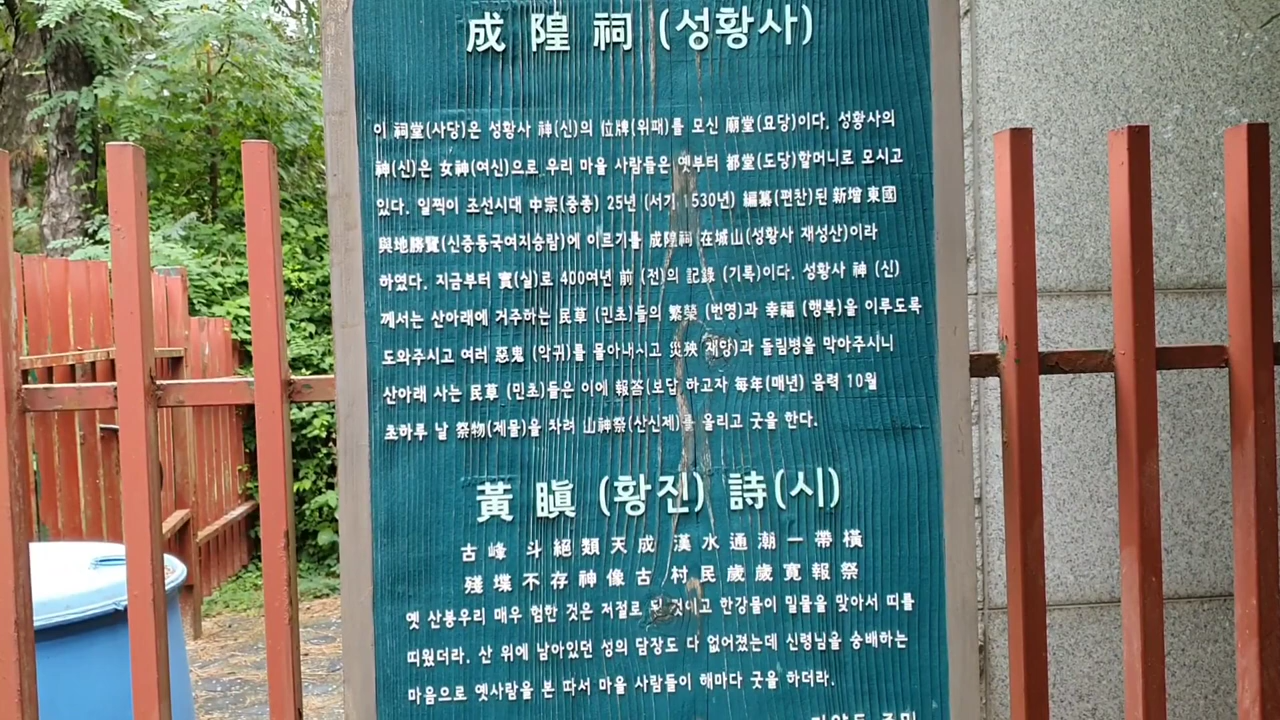 成隍祠 (성황사)
이 祠堂(사당)은 성황사 神(신)의 位牌(위패)를 모신 廟堂(묘당)이다. 성황사의
神(신)은 女神(여신)으로 우리 마을 사람들은 옛부터 都堂(도당)할머니로 모시고
있다. 일찍이 조선시대 中宗(중종) 25년 (서기 1530년) 編纂(편찬)된 新增 東國
與地勝覽(신증동국여지승람)에 이르기를 成隍祠 在城山(성황사 재성산)이라
하였다. 지금부터 實(실)로 400여년 前 (전)의 記錄 (기록)이다. 성황사 神 (신)
께서는 산아래에 거주하는 民草 (민초)들의 繁榮 (번영)과 幸福 (행복)을 이루도록
도와주시고 여러 惡鬼 (악귀)를 몰아내시고 災殃 (재앙)과 돌림병을 막아주시니
산아래 사는 民草 (민초)들은 이에 報答(보답 하고자 每年(매년) 음력 10월
초하루 날 祭物(제물)을 차려 山神祭(산신제)를 올리고 굿을 한다.
黃瞋 (황진) 詩(시)
古峰 斗絕類天成 漢水通潮一帶橫
殘堞不存神像古 村民歲歲寬報祭
옛 산봉우리 매우 험한 것은 저절로 된 것이고 한강물이 밀물을 맞아서 띠를
띠웠더라. 산 위에 남아있던 성의 담장도 다 없어졌는데 신령님을 숭배하는
마음으로 옛사람을 본 따서 마을 사람들이 해마다 굿을 하더라.